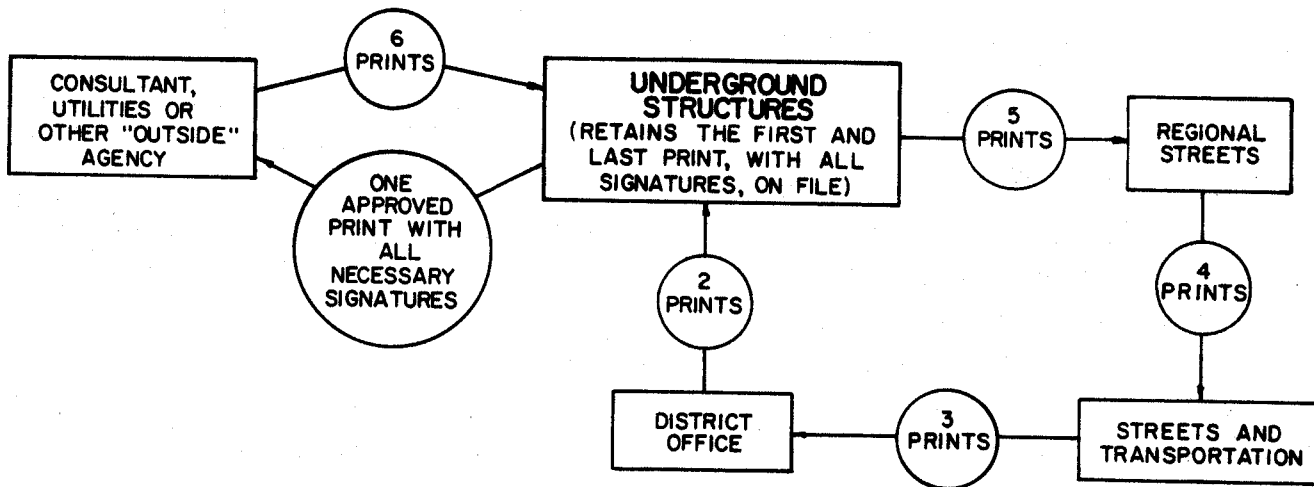 6
PRINTS
CONSULTANT,
UTILITIES OR
OTHER "OUTSIDE"
AGENCY
UNDERGROUND
STRUCTURES
(RETAINS THE FIRST AND
LAST PRINT, WITH ALL
SIGNATURES, ON FILE)
5
PRINTS
REGIONAL
STREETS
ONE
APPROVED
PRINT WITH
ALL
NECESSARY
SIGNATURES
2
PRINTS
4
PRINTS
DISTRICT
OFFICE
3
PRINTS
STREETS AND
TRANSPORTATION